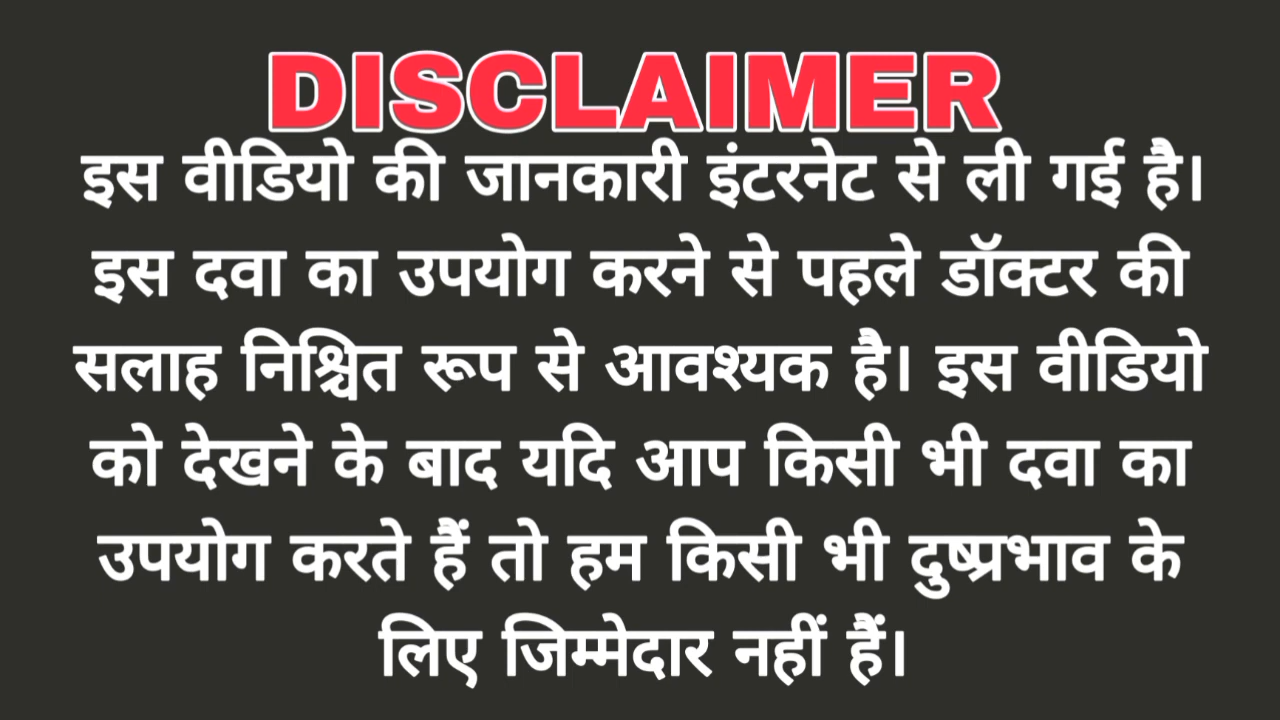 DISCLAIMER
इस वीडियो की जानकारी इंटरनेट से ली गई है।
इस दवा का उपयोग करने से पहले डॉक्टर की
सलाह निश्चित रूप से आवश्यक है। इस वीडियो
को देखने के बाद यदि आप किसी भी दवा का
उपयोग करते हैं तो हम किसी भी दुष्प्रभाव के
लिए जिम्मेदार नहीं हैं।